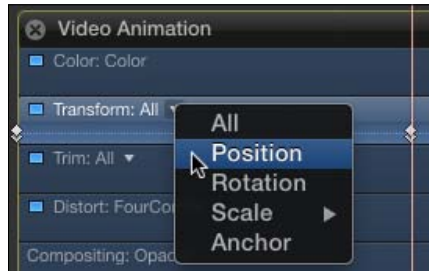 Video Animation
Color: Color
Transform: All
All
Position
Trim: All
Rotation
Distort: FourCo
Scale
Anchor
Compositing: Opac